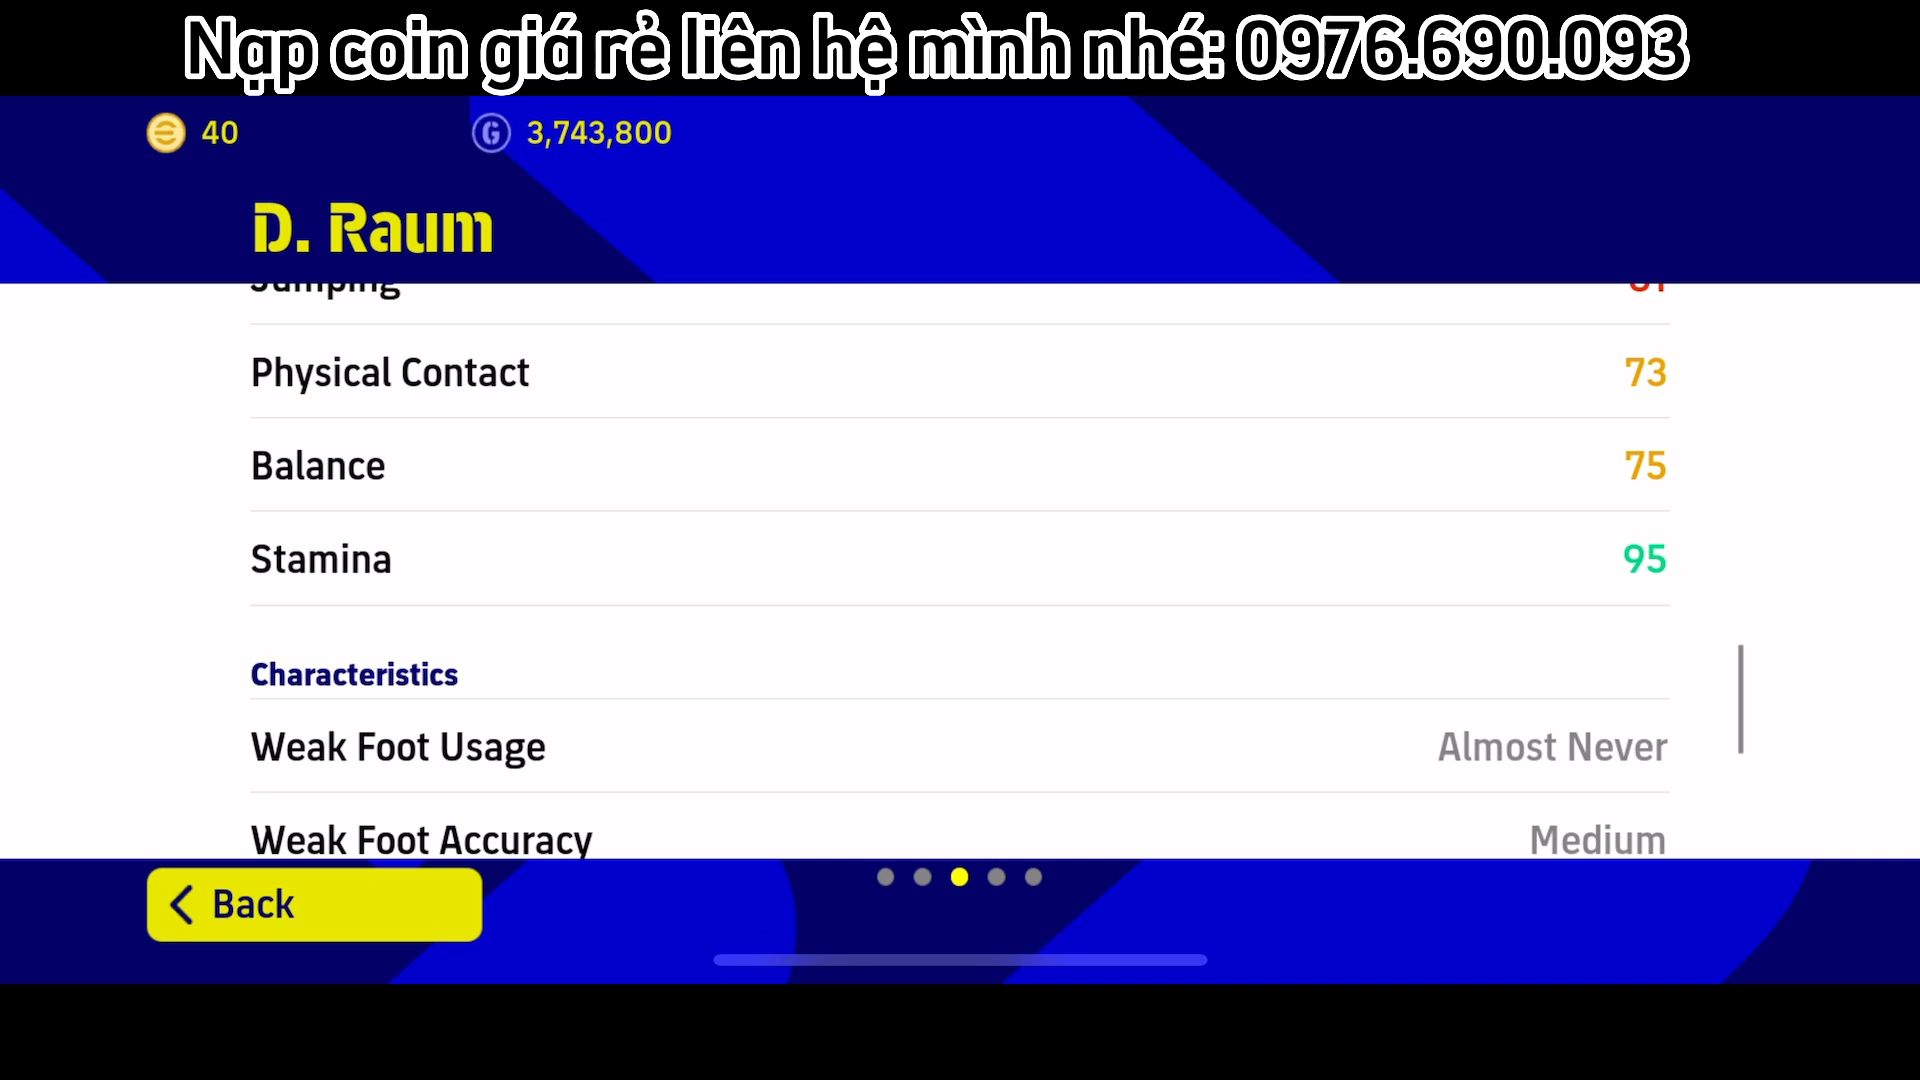 Nạp coin giá rẻ liên hệ mình nhé: 0976.690.093
40 3,743,800
D. Raum
Jumping
Physical Contact 73
Balance 75
Stamina 95
Characteristics
Weak Foot Usage Almost Never
Weak Foot Accuracy Medium
Back